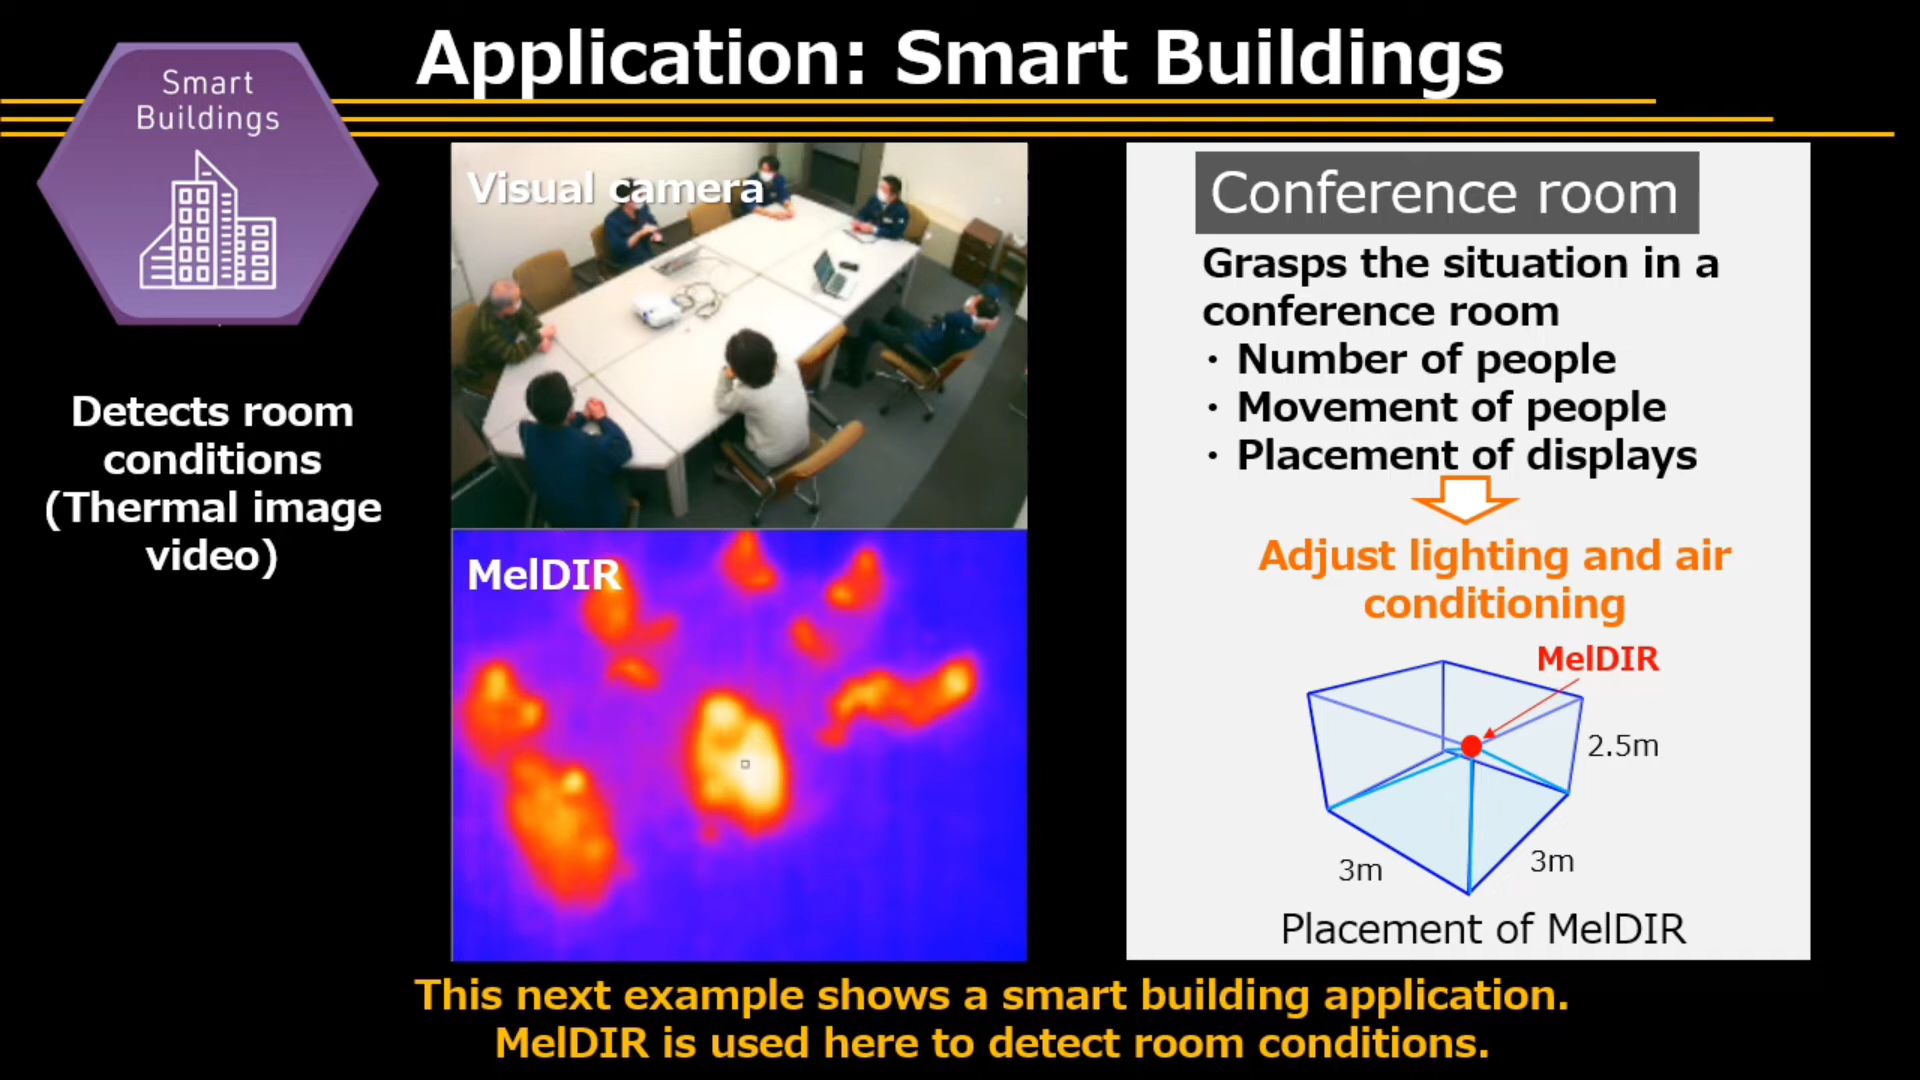 Application: Smart Buildings
Smart
Buildings
Detects room
conditions
(Thermal image
video)
Visual camera
MelDIR
Conference room
Grasps the situation in a
conference room
・Number of people
・Movement of people
・Placement of displays
Adjust lighting and air
conditioning
MelDIR
2.5m
3m
3m
Placement of MelDIR
This next example shows a smart building application.
MelDIR is used here to detect room conditions.